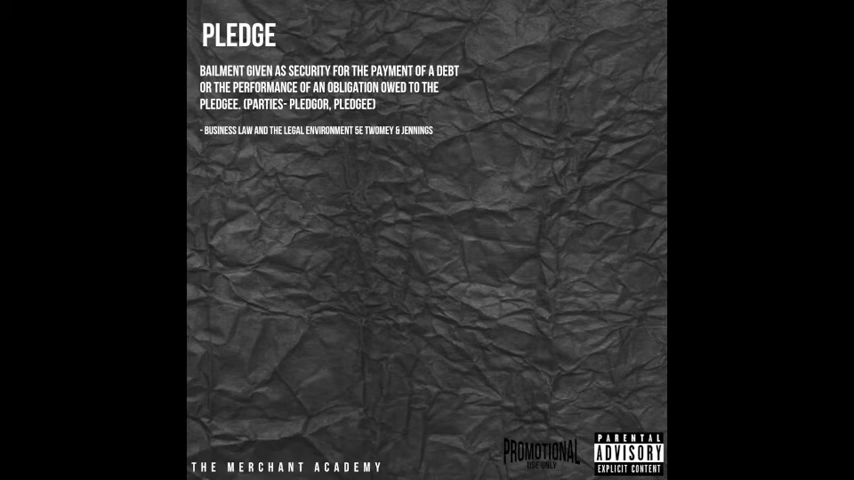 PLEDGE
BAILMENT GIVEN AS SECURITY FOR THE PAYMENT OF A DEBT
OR THE PERFORMANCE OF AN OBLIGATION OWED TO THE
PLEDGEE. (PARTIES- PLEDGOR, PLEDGEE)
- BUSINESS LAW AND THE LEGAL ENVIRONMENT 5E TWOMEY & JENNINGS
PROMOTIONAL
USE ONLY
PARENTAL
ADVISORY
EXPLICIT CONTENT
THE MERCHANT ACADEMY